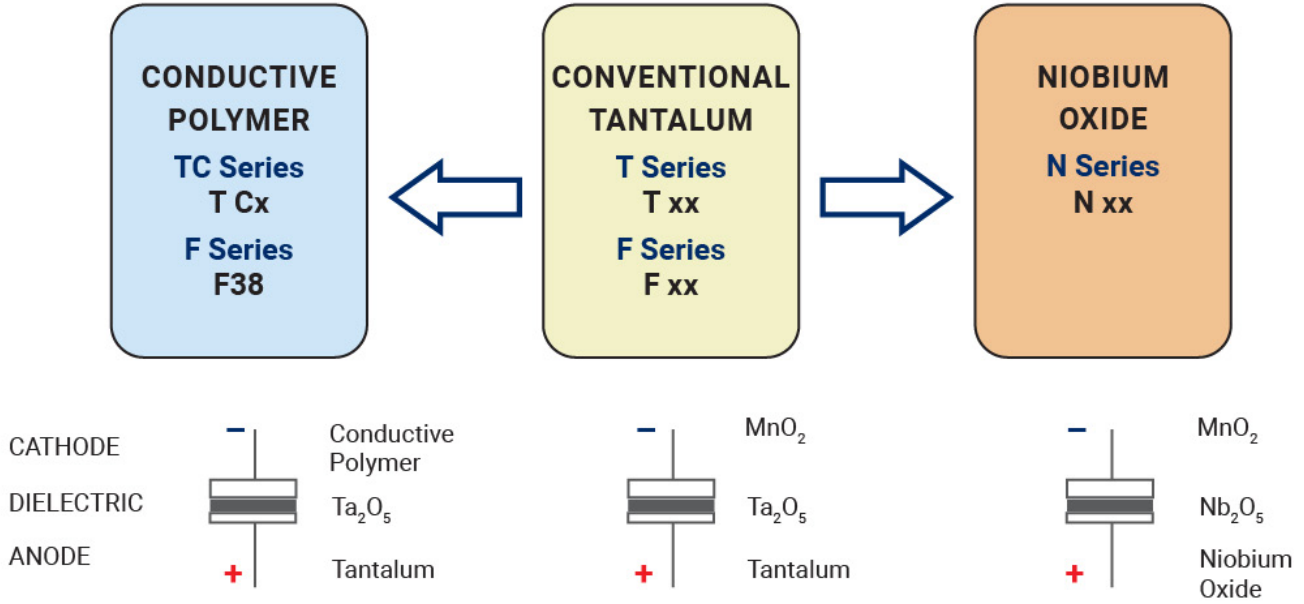 CONDUCTIVE
POLYMER
TC Series
T Cx
F Series
F38
CONVENTIONAL
TANTALUM
T Series
T xx
F Series
F xx
NIOBIUM
OXIDE
N Series
N xx
CATHODE
DIELECTRIC
ANODE
−
Conductive
Polymer
Ta₂O₅
+
Tantalum
−
MnO₂
Ta₂O₅
+
Tantalum
−
MnO₂
Nb₂O₅
+
Niobium
Oxide